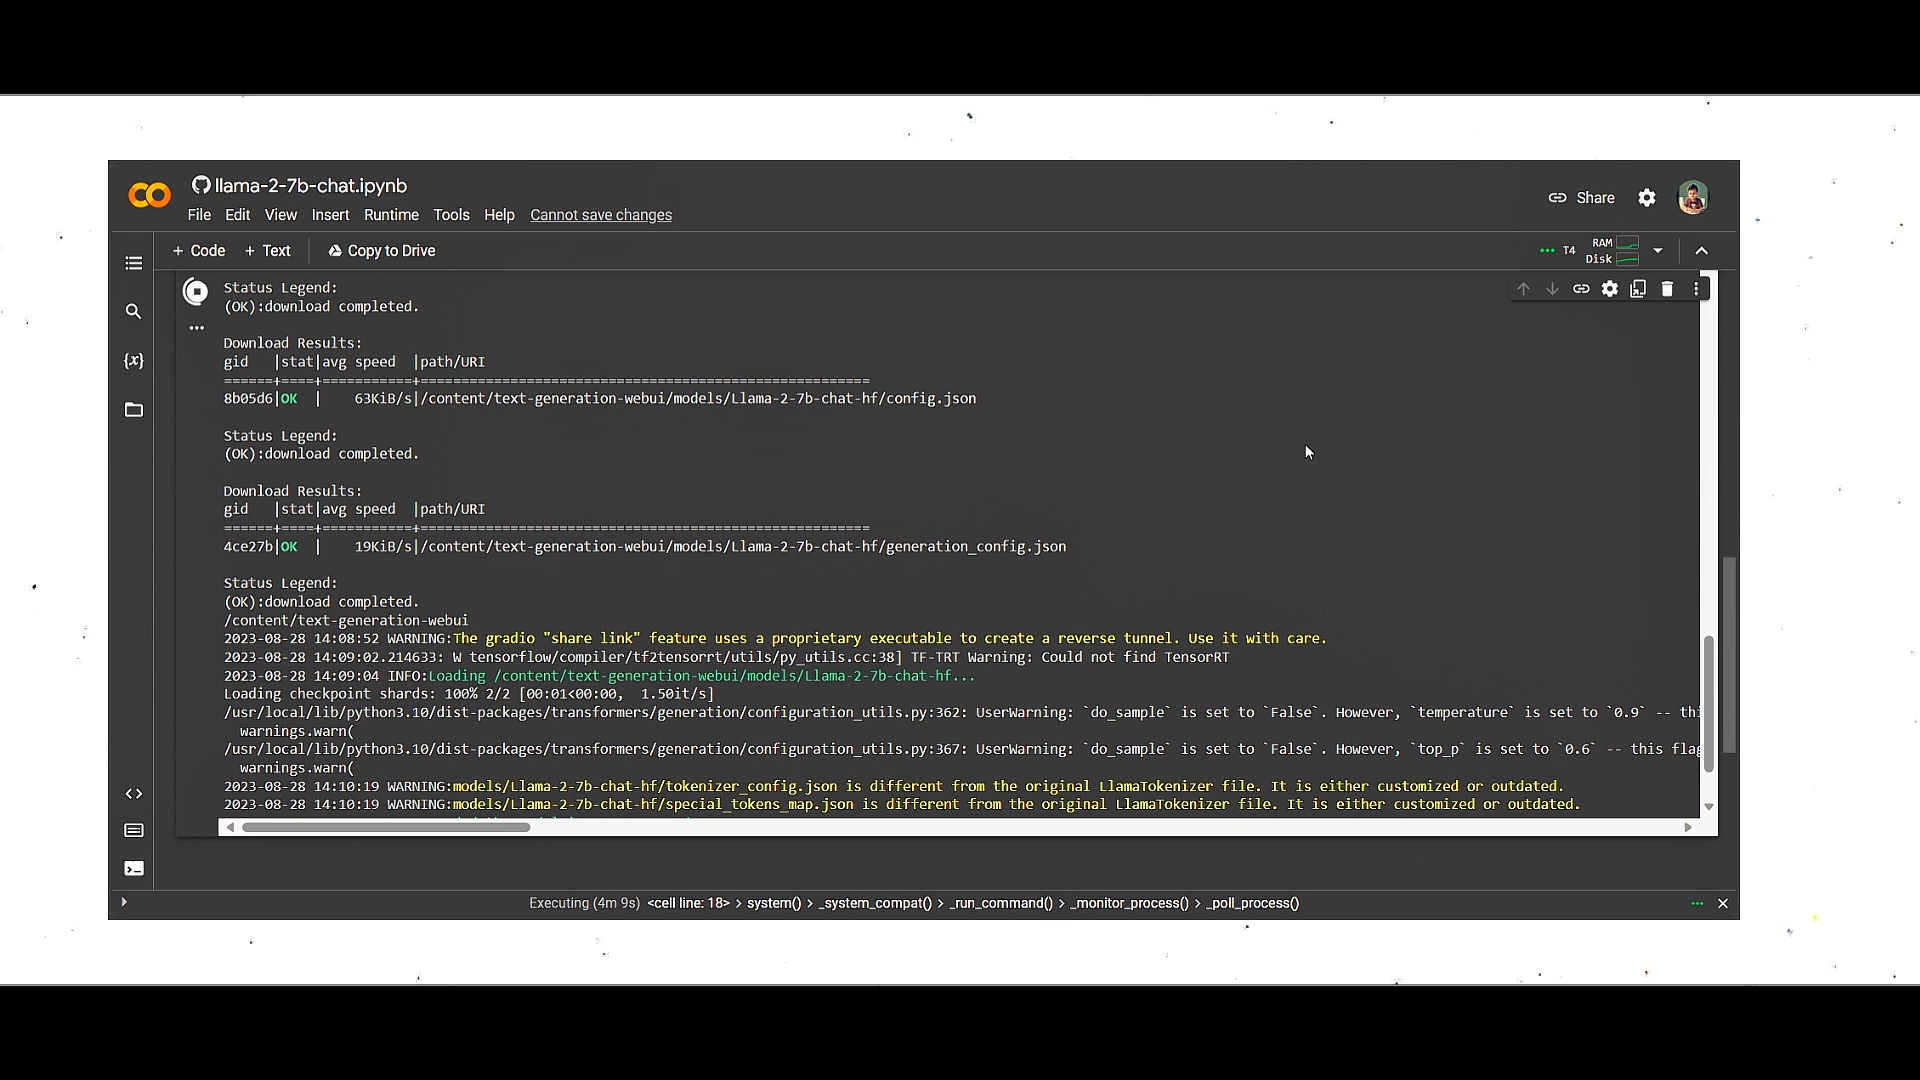 llama-2-7b-chat.ipynb
File Edit View Insert Runtime Tools Help Cannot save changes
Share
+ Code + Text Copy to Drive
T4 RAM Disk
Status Legend:
(OK):download completed.
Download Results:
gid   |stat|avg speed  |path/URI
======+====+===========+=======================================================
8b05d6|OK  |    63KiB/s|/content/text-generation-webui/models/Llama-2-7b-chat-hf/config.json
Status Legend:
(OK):download completed.
Download Results:
gid   |stat|avg speed  |path/URI
======+====+===========+=======================================================
4ce27b|OK  |    19KiB/s|/content/text-generation-webui/models/Llama-2-7b-chat-hf/generation_config.json
Status Legend:
(OK):download completed.
/content/text-generation-webui
2023-08-28 14:08:52 WARNING:The gradio "share link" feature uses a proprietary executable to create a reverse tunnel. Use it with care.
2023-08-28 14:09:02.214633: W tensorflow/compiler/tf2tensorrt/utils/py_utils.cc:38] TF-TRT Warning: Could not find TensorRT
2023-08-28 14:09:04 INFO:Loading /content/text-generation-webui/models/Llama-2-7b-chat-hf...
Loading checkpoint shards: 100% 2/2 [00:01<00:00,  1.50it/s]
/usr/local/lib/python3.10/dist-packages/transformers/generation/configuration_utils.py:362: UserWarning: `do_sample` is set to `False`. However, `temperature` is set to `0.9` -- thi
warnings.warn(
/usr/local/lib/python3.10/dist-packages/transformers/generation/configuration_utils.py:367: UserWarning: `do_sample` is set to `False`. However, `top_p` is set to `0.6` -- this flag
warnings.warn(
2023-08-28 14:10:19 WARNING:models/Llama-2-7b-chat-hf/tokenizer_config.json is different from the original LlamaTokenizer file. It is either customized or outdated.
2023-08-28 14:10:19 WARNING:models/Llama-2-7b-chat-hf/special_tokens_map.json is different from the original LlamaTokenizer file. It is either customized or outdated.
Executing (4m 9s) <cell line: 18> > system() > _system_compat() > _run_command() > _monitor_process() > _poll_process()